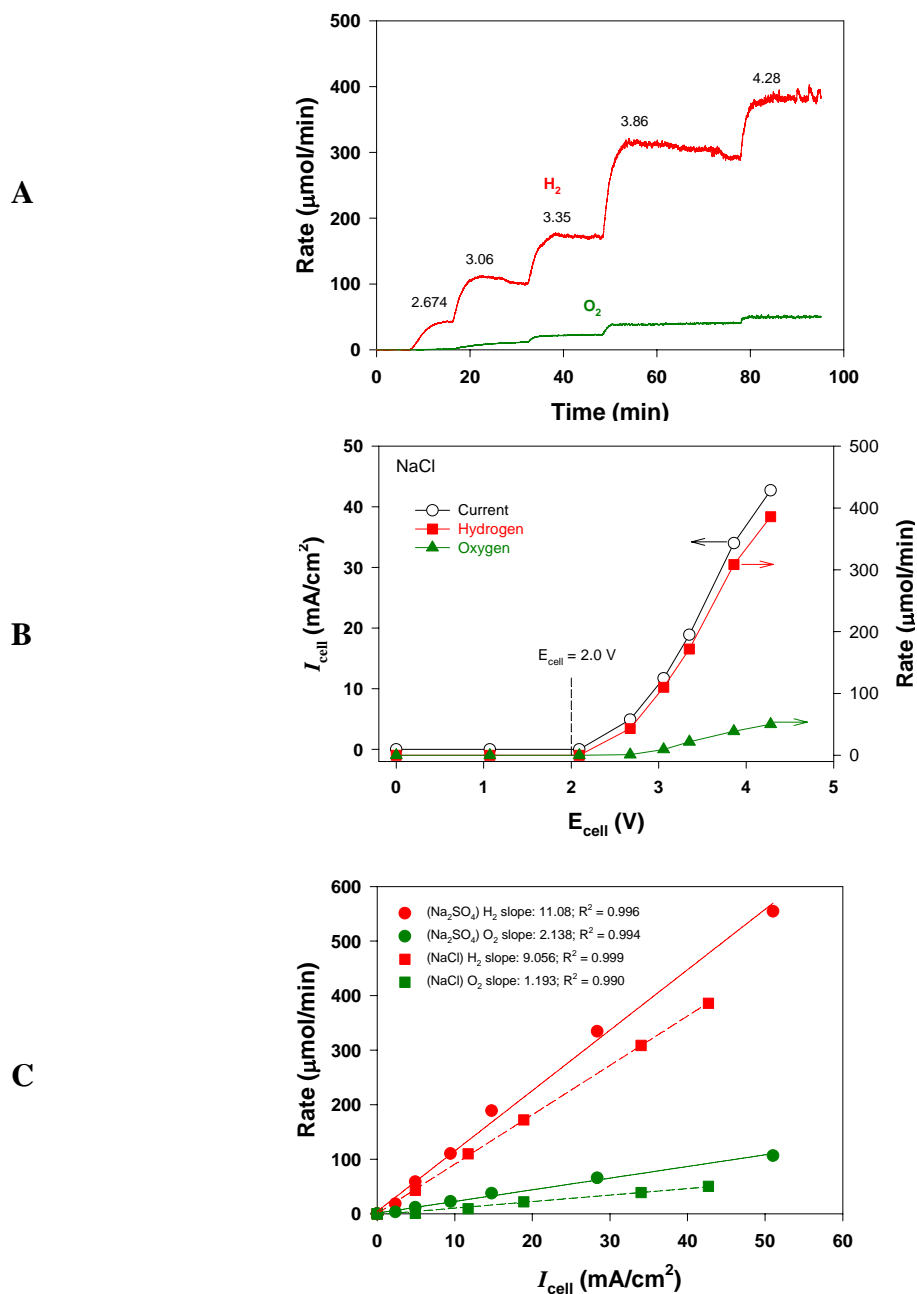 A
Rate (μmol/min)
500
400
300
200
100
0
4.28
3.86
H₂
3.35
3.06
2.674
O₂
0 20 40 60 80 100
Time (min)
B
I_cell (mA/cm²)
50
40
30
20
10
0
NaCl
Current
Hydrogen
Oxygen
E_cell = 2.0 V
500
400
300
200
100
0
Rate (μmol/min)
0 1 2 3 4 5
E_cell (V)
C
Rate (μmol/min)
600
500
400
300
200
100
0
(Na₂SO₄) H₂ slope: 11.08; R² = 0.996
(Na₂SO₄) O₂ slope: 2.138; R² = 0.994
(NaCl) H₂ slope: 9.056; R² = 0.999
(NaCl) O₂ slope: 1.193; R² = 0.990
0 10 20 30 40 50 60
I_cell (mA/cm²)